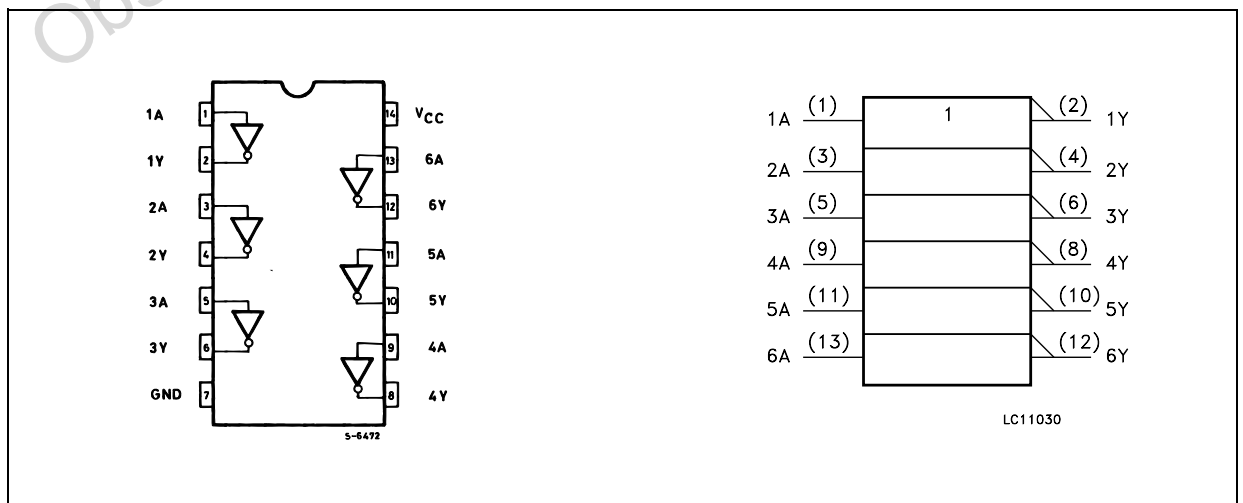 Obs
1A 1 14 VCC
1Y 2 13 6A
2A 3 12 6Y
2Y 4 11 5A
3A 5 10 5Y
3Y 6 9 4A
GND 7 8 4Y
S-6472
1A (1) 1 (2) 1Y
2A (3) (4) 2Y
3A (5) (6) 3Y
4A (9) (8) 4Y
5A (11) (10) 5Y
6A (13) (12) 6Y
LC11030